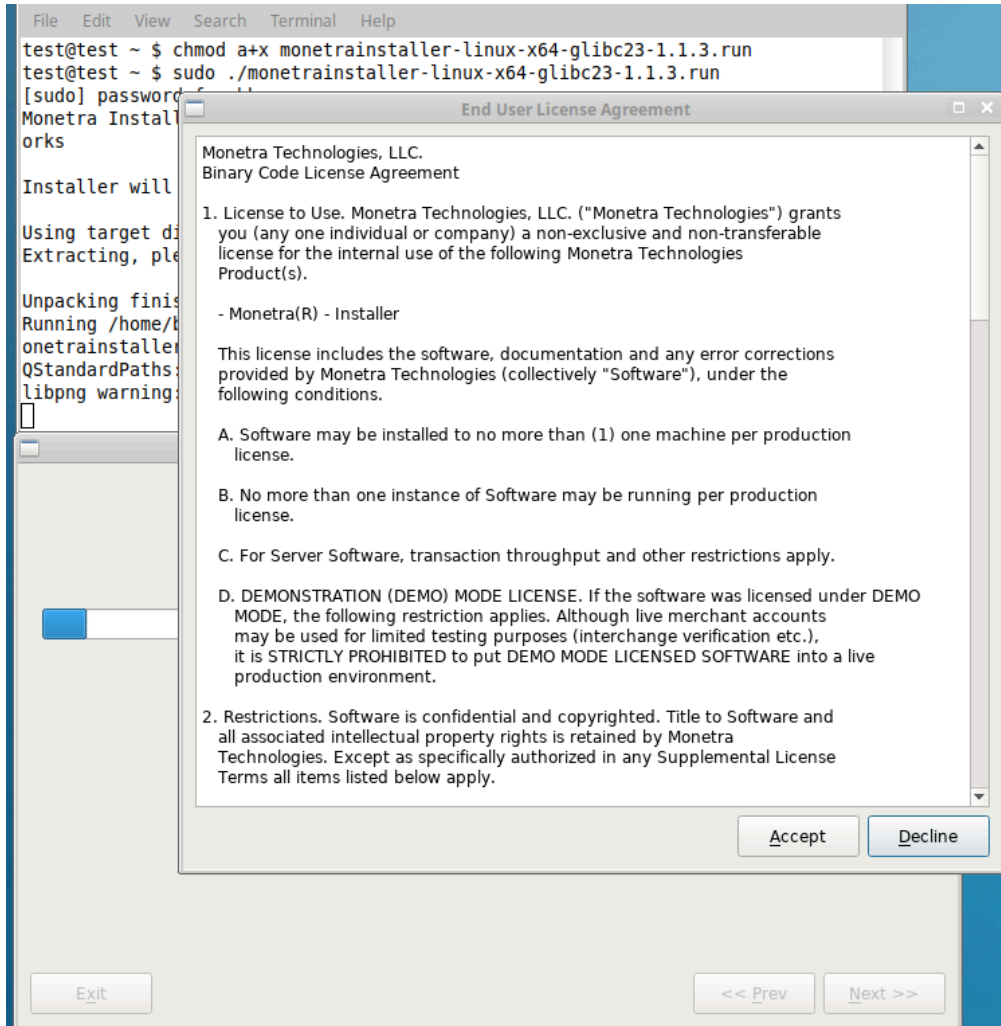 File Edit View Search Terminal Help
test@test ~ $ chmod a+x monetrainstaller-linux-x64-glibc23-1.1.3.run
test@test ~ $ sudo ./monetrainstaller-linux-x64-glibc23-1.1.3.run
[sudo] password
Monetra Install
orks
Installer will
Using target di
Extracting, ple
Unpacking finis
Running /home/b
onetrainstaller
QStandardPaths:
libpng warning:
End User License Agreement
Monetra Technologies, LLC.
Binary Code License Agreement
1. License to Use. Monetra Technologies, LLC. ("Monetra Technologies") grants
you (any one individual or company) a non-exclusive and non-transferable
license for the internal use of the following Monetra Technologies
Product(s).
- Monetra(R) - Installer
This license includes the software, documentation and any error corrections
provided by Monetra Technologies (collectively "Software"), under the
following conditions.
A. Software may be installed to no more than (1) one machine per production
license.
B. No more than one instance of Software may be running per production
license.
C. For Server Software, transaction throughput and other restrictions apply.
D. DEMONSTRATION (DEMO) MODE LICENSE. If the software was licensed under DEMO
MODE, the following restriction applies. Although live merchant accounts
may be used for limited testing purposes (interchange verification etc.),
it is STRICTLY PROHIBITED to put DEMO MODE LICENSED SOFTWARE into a live
production environment.
2. Restrictions. Software is confidential and copyrighted. Title to Software and
all associated intellectual property rights is retained by Monetra
Technologies. Except as specifically authorized in any Supplemental License
Terms all items listed below apply.
Accept Decline
Exit << Prev Next >>